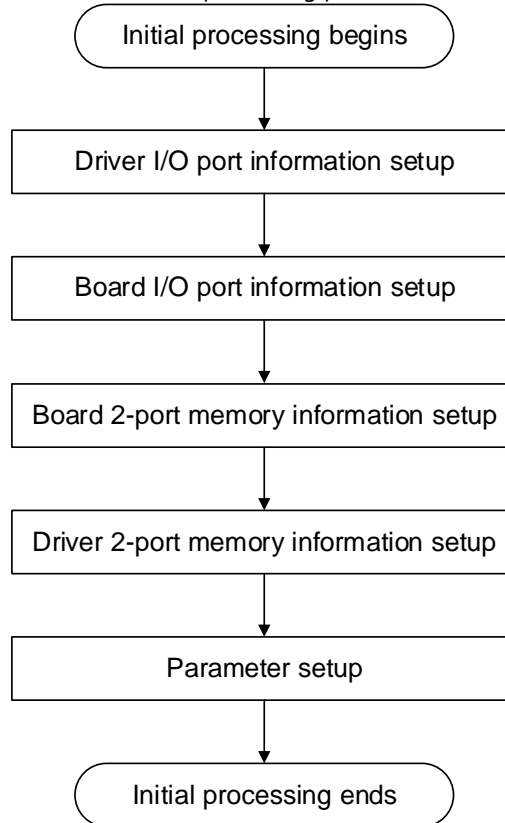 Initial processing begins
Driver I/O port information setup
Board I/O port information setup
Board 2-port memory information setup
Driver 2-port memory information setup
Parameter setup
Initial processing ends